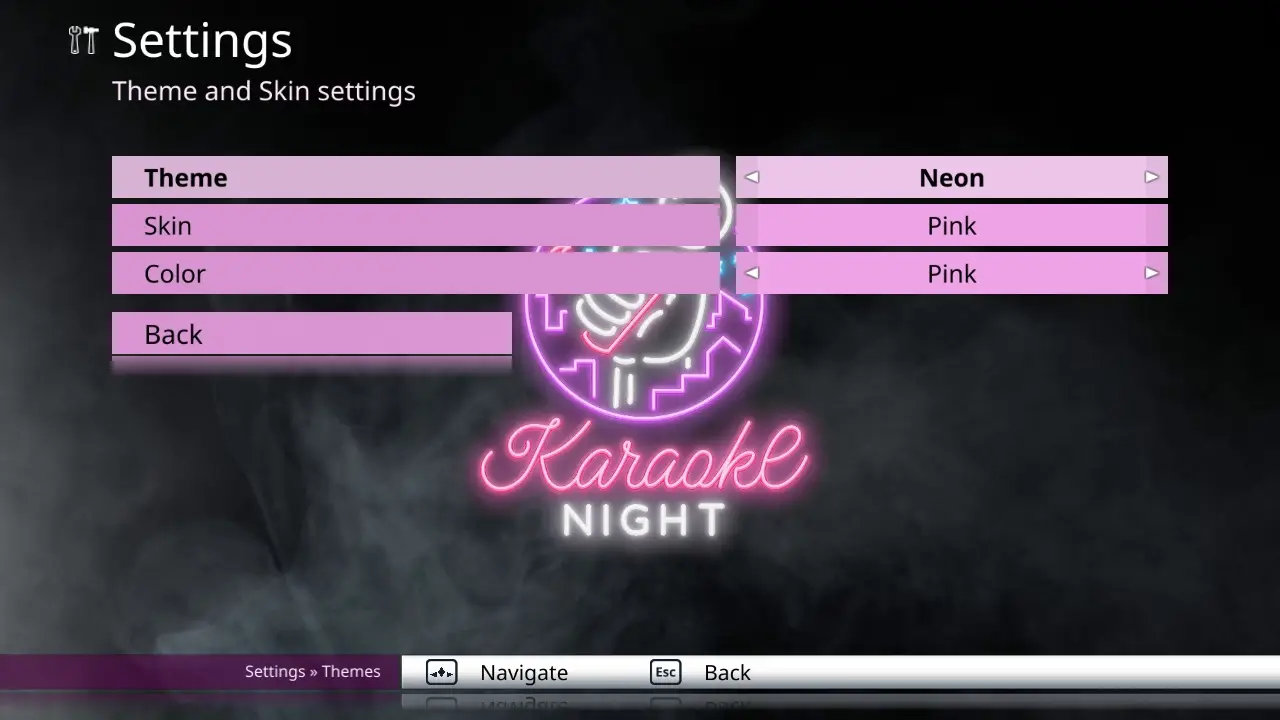 Settings
Theme and Skin settings
Theme Neon
Skin Pink
Color Pink
Back
Karaoke
NIGHT
Settings » Themes Navigate Esc Back